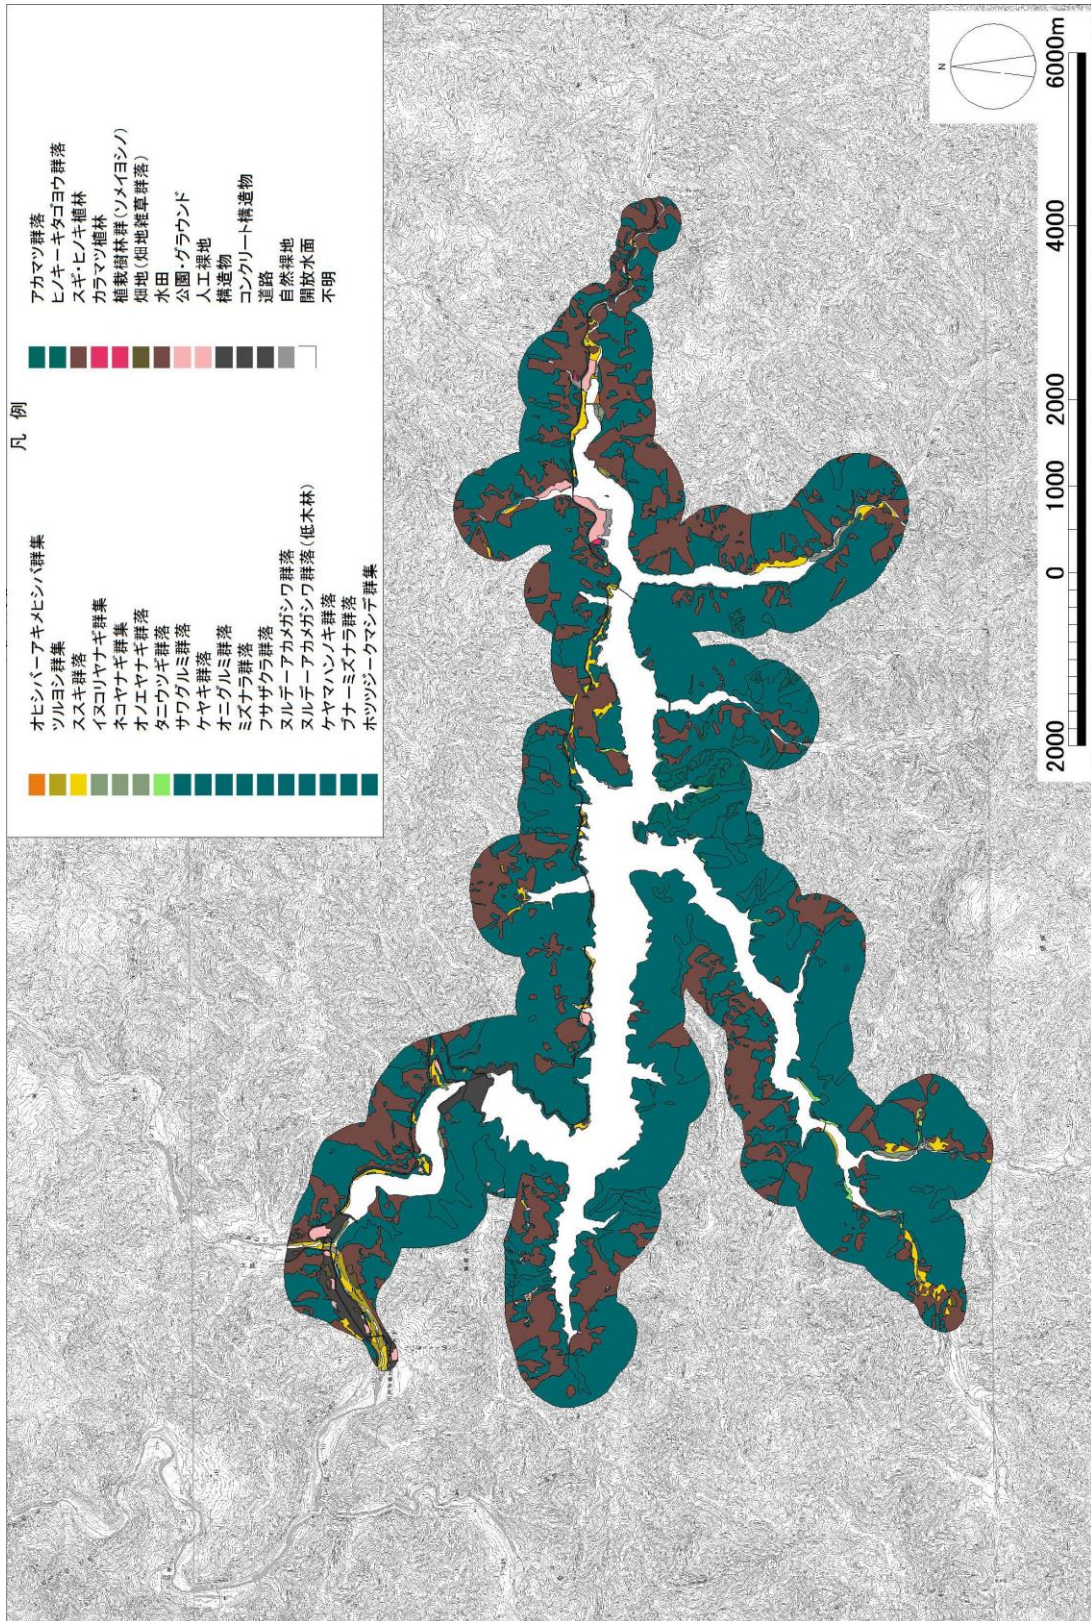 凡 例
オヒシバーアキメヒシバ群集
ツルヨシ群集
ススキ群落
イヌコリヤナギ群集
ネコヤナギ群集
オノエヤナギ群落
タニウツギ群落
サワグルミ群落
ケヤキ群落
オニグルミ群落
ミズナラ群落
フサザクラ群落
ヌルデーアカメガシワ群落
ヌルデーアカメガシワ群落(低木林)
ケヤマハンノキ群落
ブナーミズナラ群落
ホツツジークマシデ群集
アカマツ群落
ヒノキーキタゴヨウ群落
スギ・ヒノキ植林
カラマツ植林
植栽樹林群(ソメイヨシノ)
畑地(畑地雑草群落)
水田
公園・グラウンド
人工裸地
構造物
コンクリート構造物
道路
自然裸地
開放水面
不明
N
2000 0 1000 2000 4000 6000m